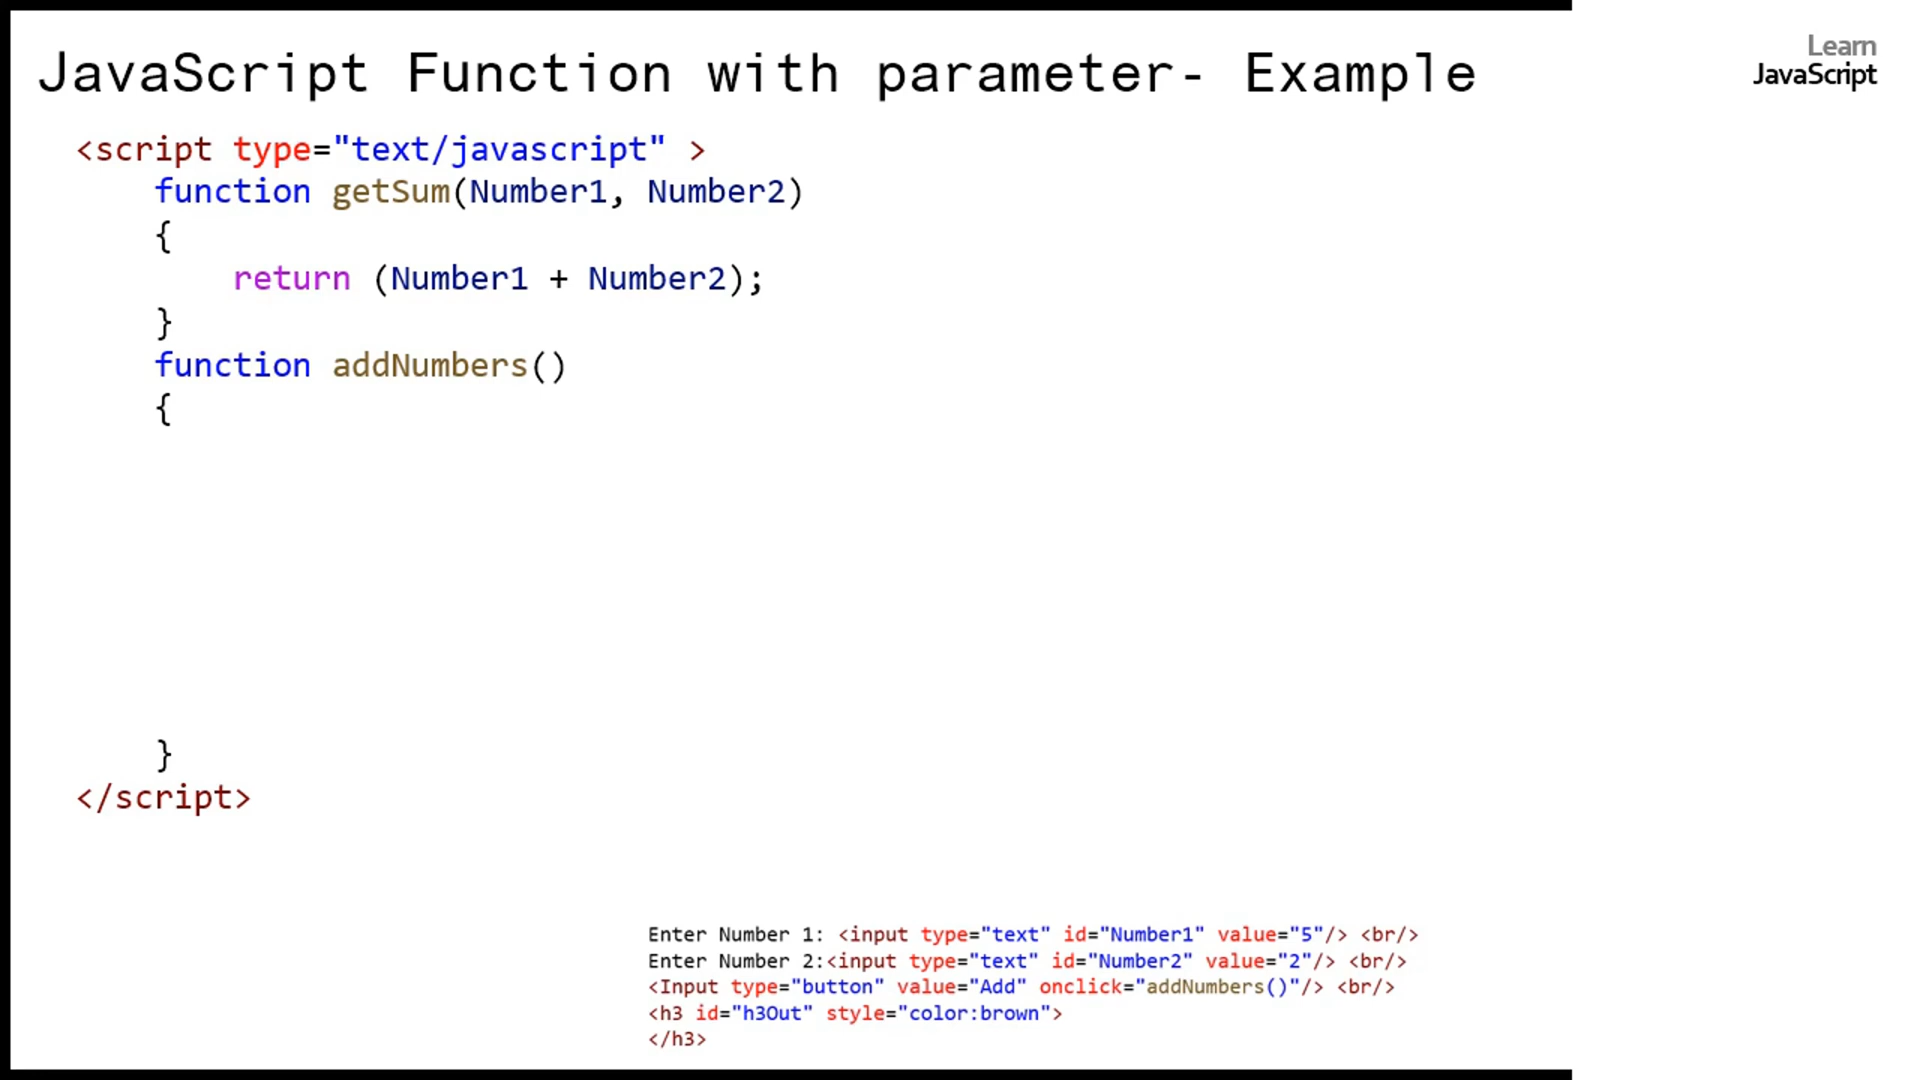 JavaScript Function with parameter- Example
Learn
JavaScript
<script type="text/javascript" >
function getSum(Number1, Number2)
{
return (Number1 + Number2);
}
function addNumbers()
{
}
</script>
Enter Number 1: <input type="text" id="Number1" value="5"/> <br/>
Enter Number 2:<input type="text" id="Number2" value="2"/> <br/>
<Input type="button" value="Add" onclick="addNumbers()"/> <br/>
<h3 id="h3Out" style="color:brown">
</h3>